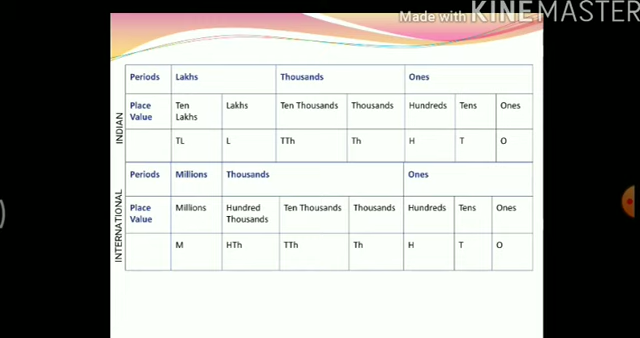 Made with KINEMASTER
Periods Lakhs Thousands Ones
Place Value Ten Lakhs Lakhs Ten Thousands Thousands Hundreds Tens Ones
TL L TTh Th H T O
INDIAN
Periods Millions Thousands Ones
Place Value Millions Hundred Thousands Ten Thousands Thousands Hundreds Tens Ones
M HTh TTh Th H T O
INTERNATIONAL